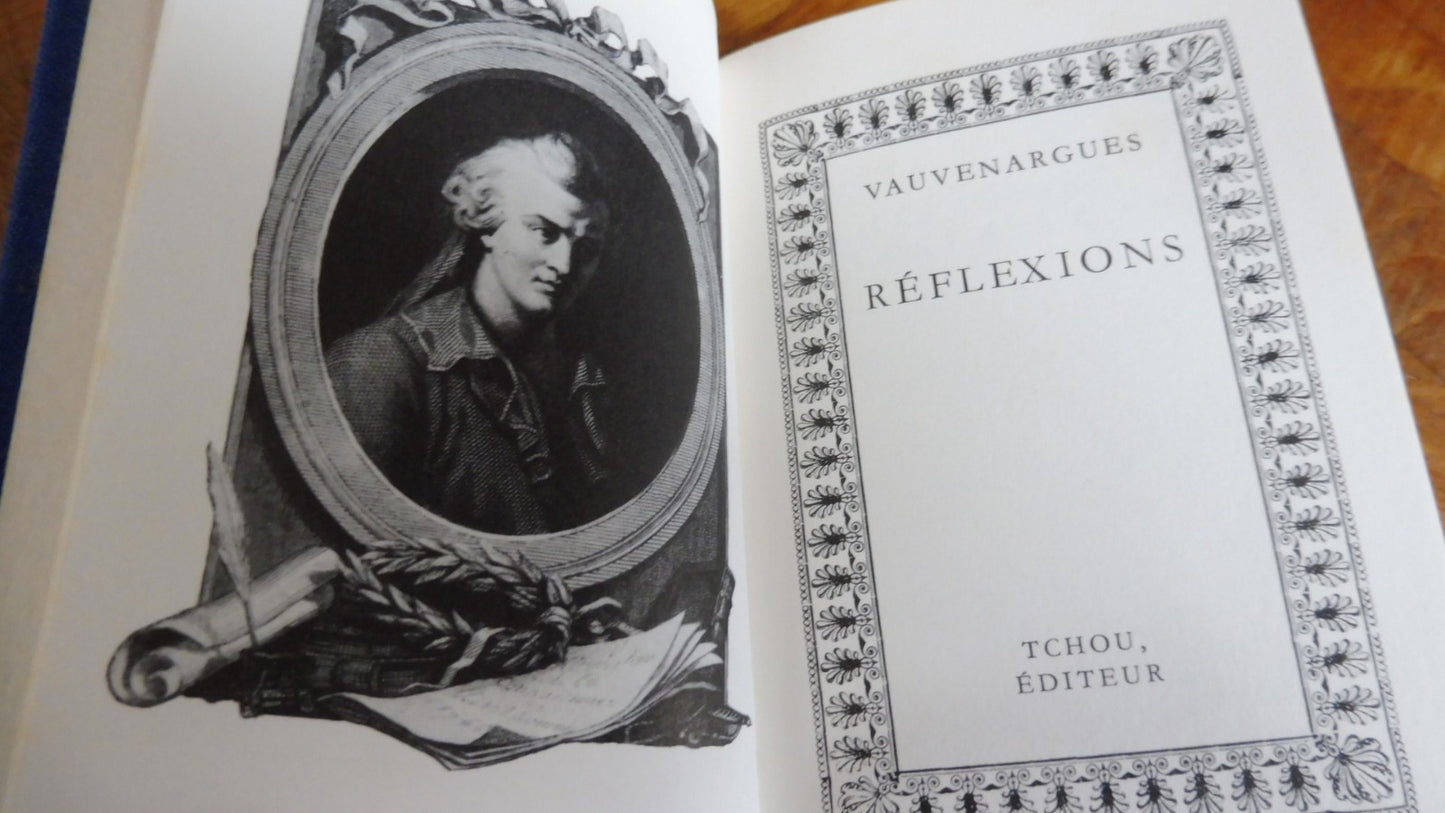 VAUVENARGUES
RÉFLEXIONS
TCHOU,
ÉDITEUR